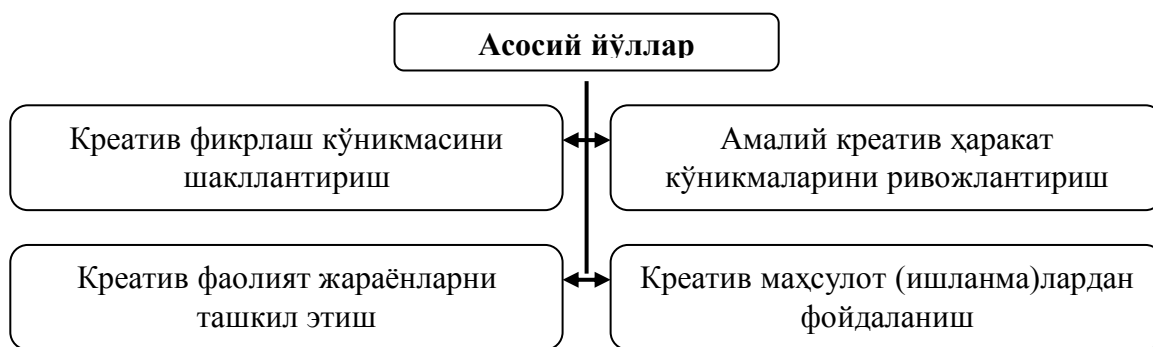 Асосий йўллар
Креатив фикрлаш кўникмасини
шакллантириш
Амалий креатив ҳаракат
кўникмаларини ривожлантириш
Креатив фаолият жараёнларни
ташкил этиш
Креатив маҳсулот (ишланма)лардан
фойдаланиш